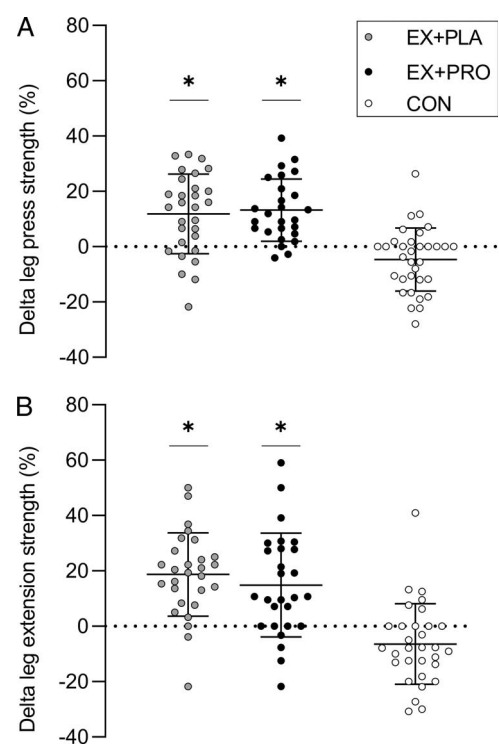 A
Delta leg press strength (%)
80
60
40
20
0
-20
-40
* *
EX+PLA
EX+PRO
CON
B
Delta leg extension strength (%)
80
60
40
20
0
-20
-40
* *